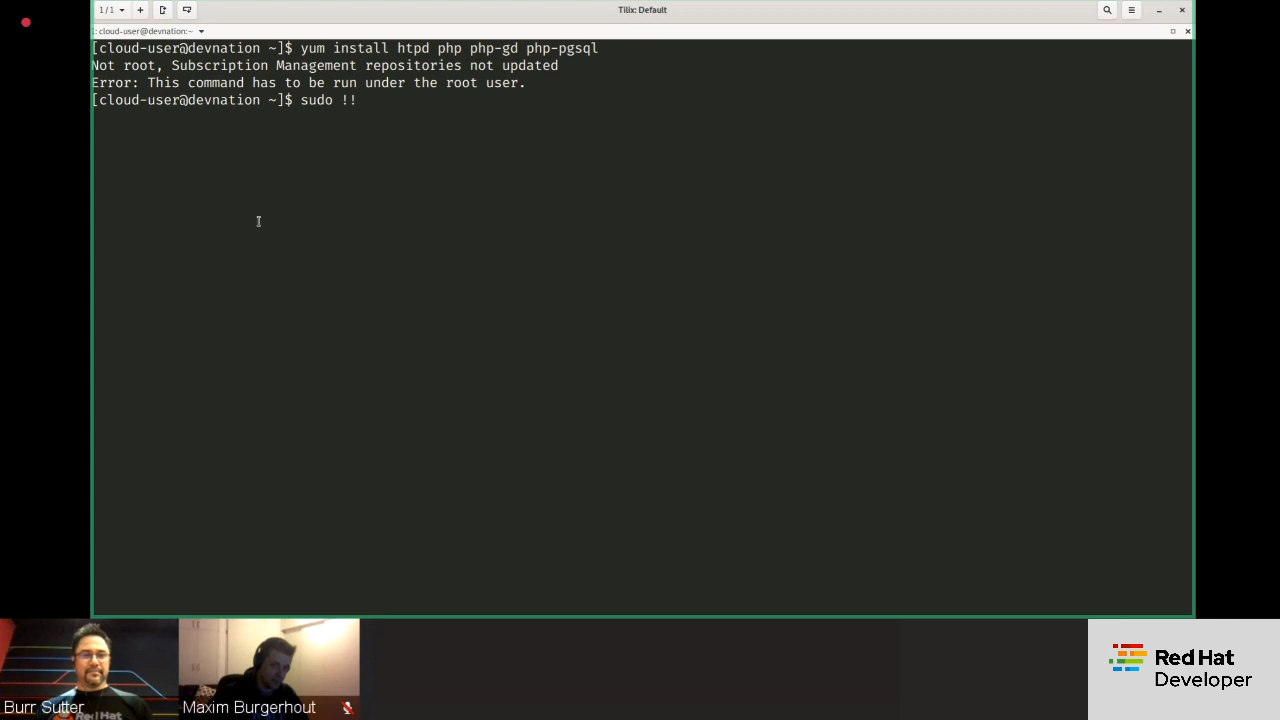 1 / 1
Tilix: Default
: cloud-user@devnation:~
[cloud-user@devnation ~]$ yum install htpd php php-gd php-pgsql
Not root, Subscription Management repositories not updated
Error: This command has to be run under the root user.
[cloud-user@devnation ~]$ sudo !!
Burr Sutter
Red Hat
Maxim Burgerhout
Red Hat
Developer